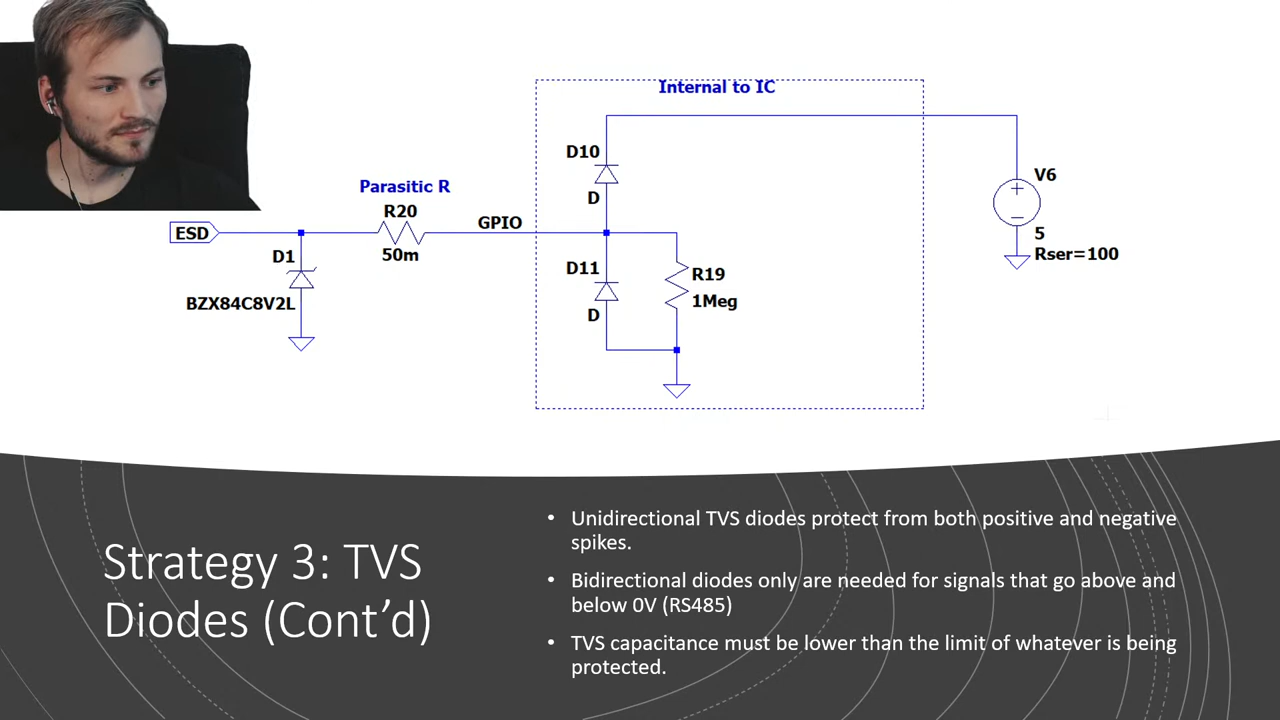 Internal to IC
D10
D
V6
5
Rser=100
Parasitic R
R20
50m
GPIO
ESD
D1
BZX84C8V2L
D11
D
R19
1Meg
Strategy 3: TVS
Diodes (Cont’d)
• Unidirectional TVS diodes protect from both positive and negative
spikes.
• Bidirectional diodes only are needed for signals that go above and
below 0V (RS485)
• TVS capacitance must be lower than the limit of whatever is being
protected.